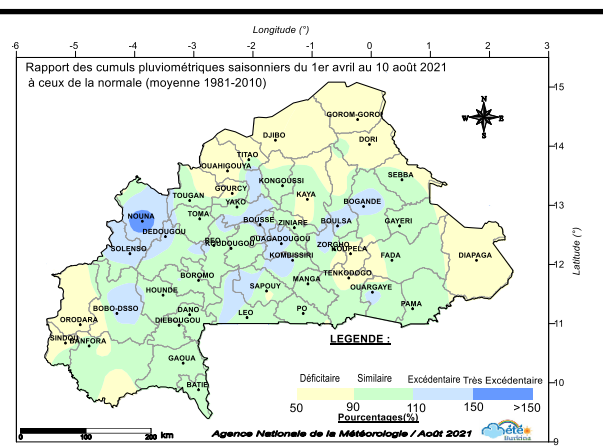 Longitude (°)
-6 -5 -4 -3 -2 -1 0 1 2 3
Rapport des cumuls pluviométriques saisonniers du 1er avril au 10 août 2021
à ceux de la normale (moyenne 1981-2010)
15
N
W E
S
GOROM-GOROM
DJIBO
DORI
14
TITAO
OUAHIGOUYA
KONGOUSSI
SEBBA
GOURCY
TOUGAN
KAYA
YAKO
BOGANDE
13
NOUNA
TOMA
BOUSSE
ZINIARE
BOULSA
GAYERI
DEDOUGOU
Latitude (°)
SOLENSO
REO
KOUDOUGOU
OUAGADOUGOU
ZORGHO
KOUPELA
KOMBISSIRI
FADA
DIAPAGA
12
BOROMO
TENKODOGO
MANGA
HOUNDE
SAPOUY
OUARGAYE
BOBO-DSSO
DANO
LEO
PO
PAMA
ORODARA
DIEBOUGOU
11
SINDOU
BANFORA
LEGENDE :
GAOUA
Déficitaire Similaire Excédentaire Très Excédentaire
BATIE
10
50 90 110 150 >150
Pourcentages(%)
0 100 200 km
Agence Nationale de la Météorologie / Août 2021
météo
Burkina
9